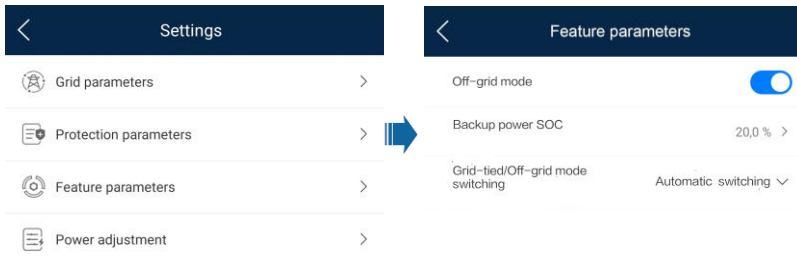 Settings
Grid parameters
Protection parameters
Feature parameters
Power adjustment
Feature parameters
Off-grid mode
Backup power SOC
20,0 %
Grid-tied/Off-grid mode
switching
Automatic switching